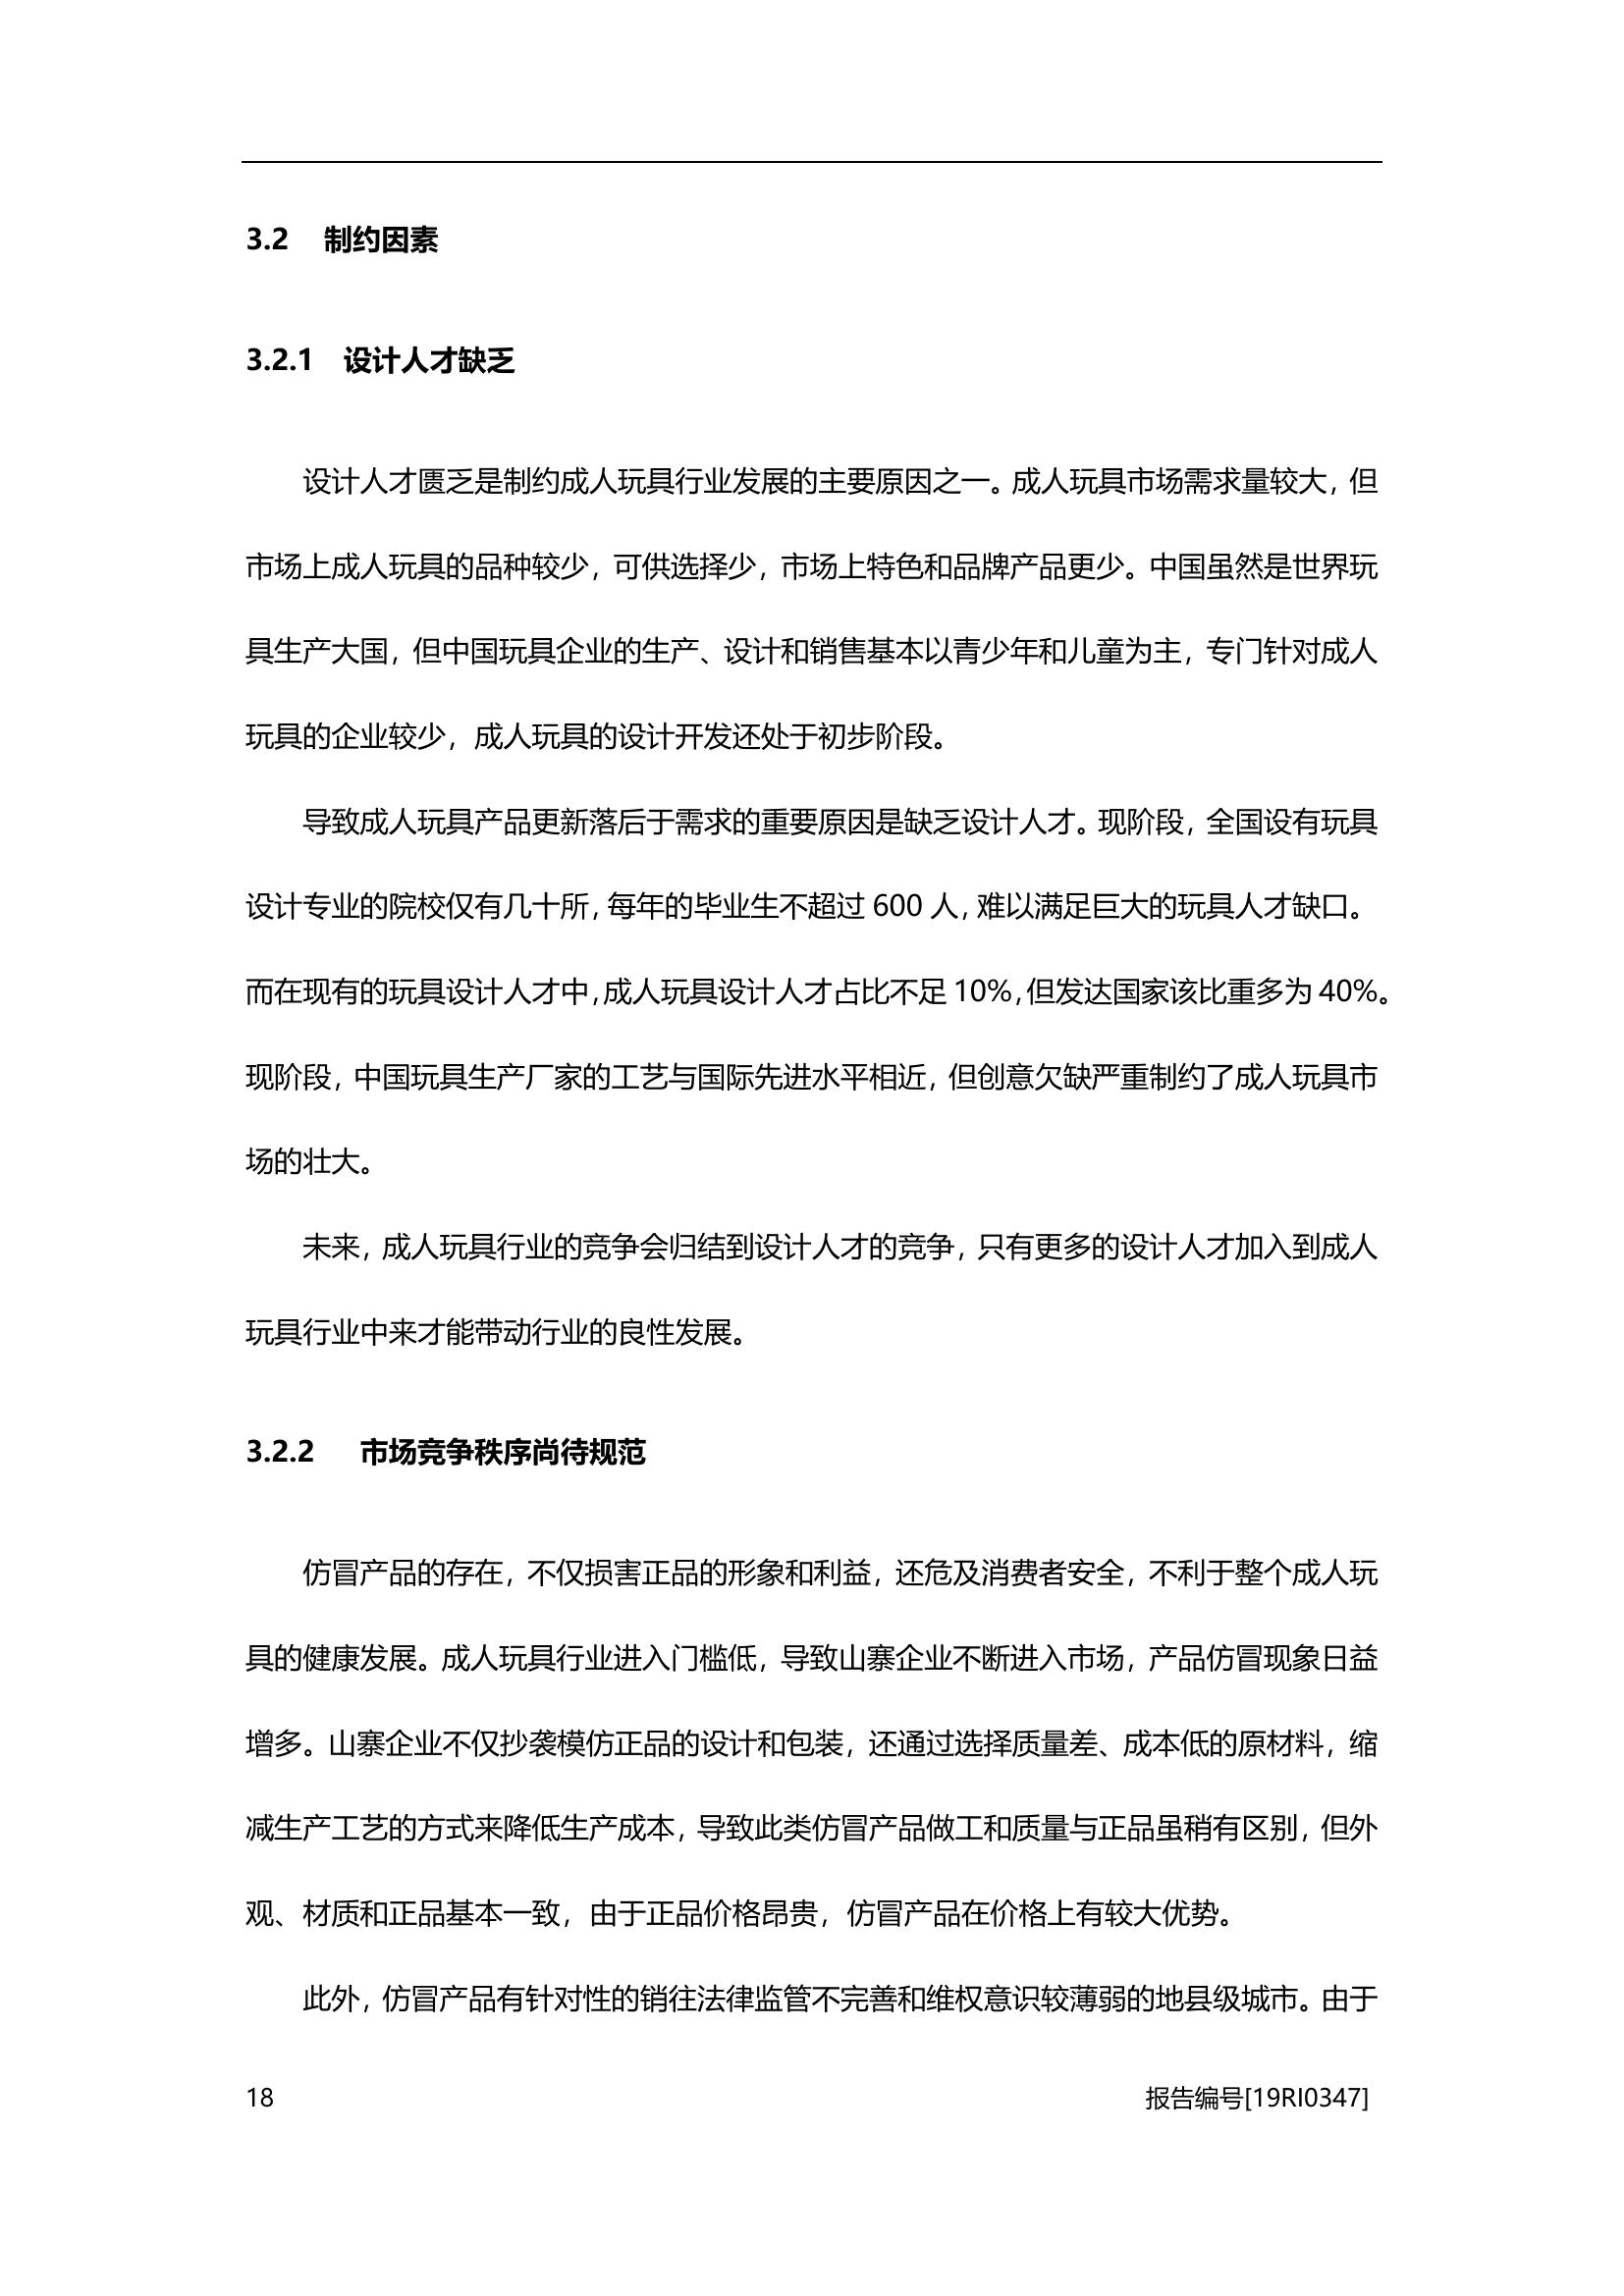 3.2 制约因素
3.2.1 设计人才缺乏
设计人才匮乏是制约成人玩具行业发展的主要原因之一。成人玩具市场需求量较大，但
市场上成人玩具的品种较少，可供选择少，市场上特色和品牌产品更少。中国虽然是世界玩
具生产大国，但中国玩具企业的生产、设计和销售基本以青少年和儿童为主，专门针对成人
玩具的企业较少，成人玩具的设计开发还处于初步阶段。
导致成人玩具产品更新落后于需求的重要原因是缺乏设计人才。现阶段，全国设有玩具
设计专业的院校仅有几十所，每年的毕业生不超过 600 人，难以满足巨大的玩具人才缺口。
而在现有的玩具设计人才中，成人玩具设计人才占比不足 10%，但发达国家该比重多为 40%。
现阶段，中国玩具生产厂家的工艺与国际先进水平相近，但创意欠缺严重制约了成人玩具市
场的壮大。
未来，成人玩具行业的竞争会归结到设计人才的竞争，只有更多的设计人才加入到成人
玩具行业中来才能带动行业的良性发展。
3.2.2 市场竞争秩序尚待规范
仿冒产品的存在，不仅损害正品的形象和利益，还危及消费者安全，不利于整个成人玩
具的健康发展。成人玩具行业进入门槛低，导致山寨企业不断进入市场，产品仿冒现象日益
增多。山寨企业不仅抄袭模仿正品的设计和包装，还通过选择质量差、成本低的原材料，缩
减生产工艺的方式来降低生产成本，导致此类仿冒产品做工和质量与正品虽稍有区别，但外
观、材质和正品基本一致，由于正品价格昂贵，仿冒产品在价格上有较大优势。
此外，仿冒产品有针对性的销往法律监管不完善和维权意识较薄弱的地县级城市。由于
18 报告编号[19RI0347]